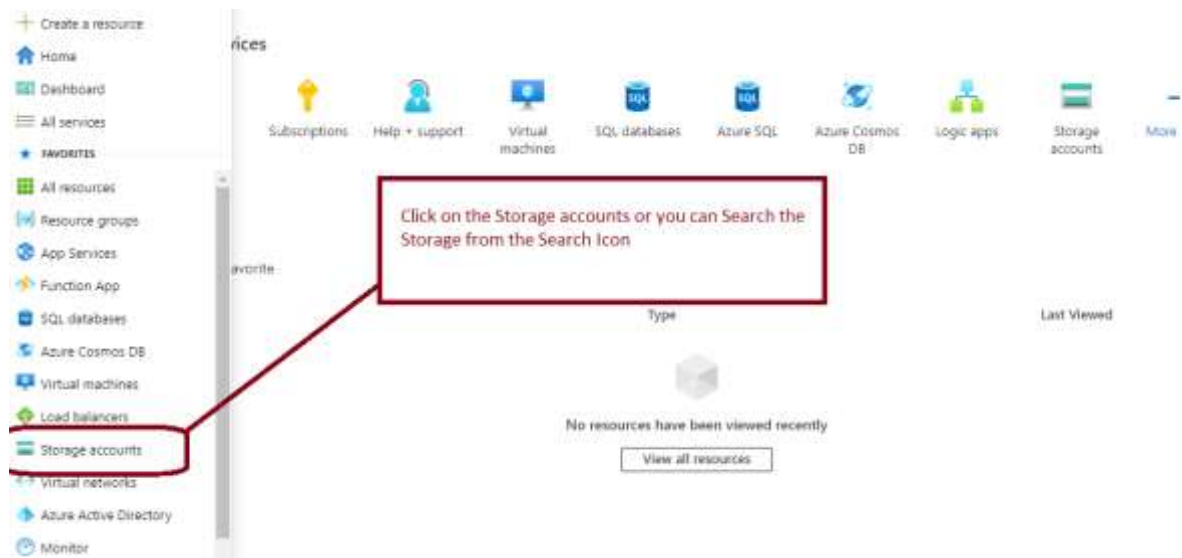 Create a resource
Home
Dashboard
All services
FAVORITES
All resources
Resource groups
App Services
Function App
SQL databases
Azure Cosmos DB
Virtual machines
Load balancers
Storage accounts
Virtual networks
Azure Active Directory
Monitor
vices
Subscriptions
Help + support
Virtual
machines
SQL databases
Azure SQL
Azure Cosmos
DB
Logic apps
Storage
accounts
More
Click on the Storage accounts or you can Search the
Storage from the Search Icon
avorite
Type
Last Viewed
No resources have been viewed recently
View all resources